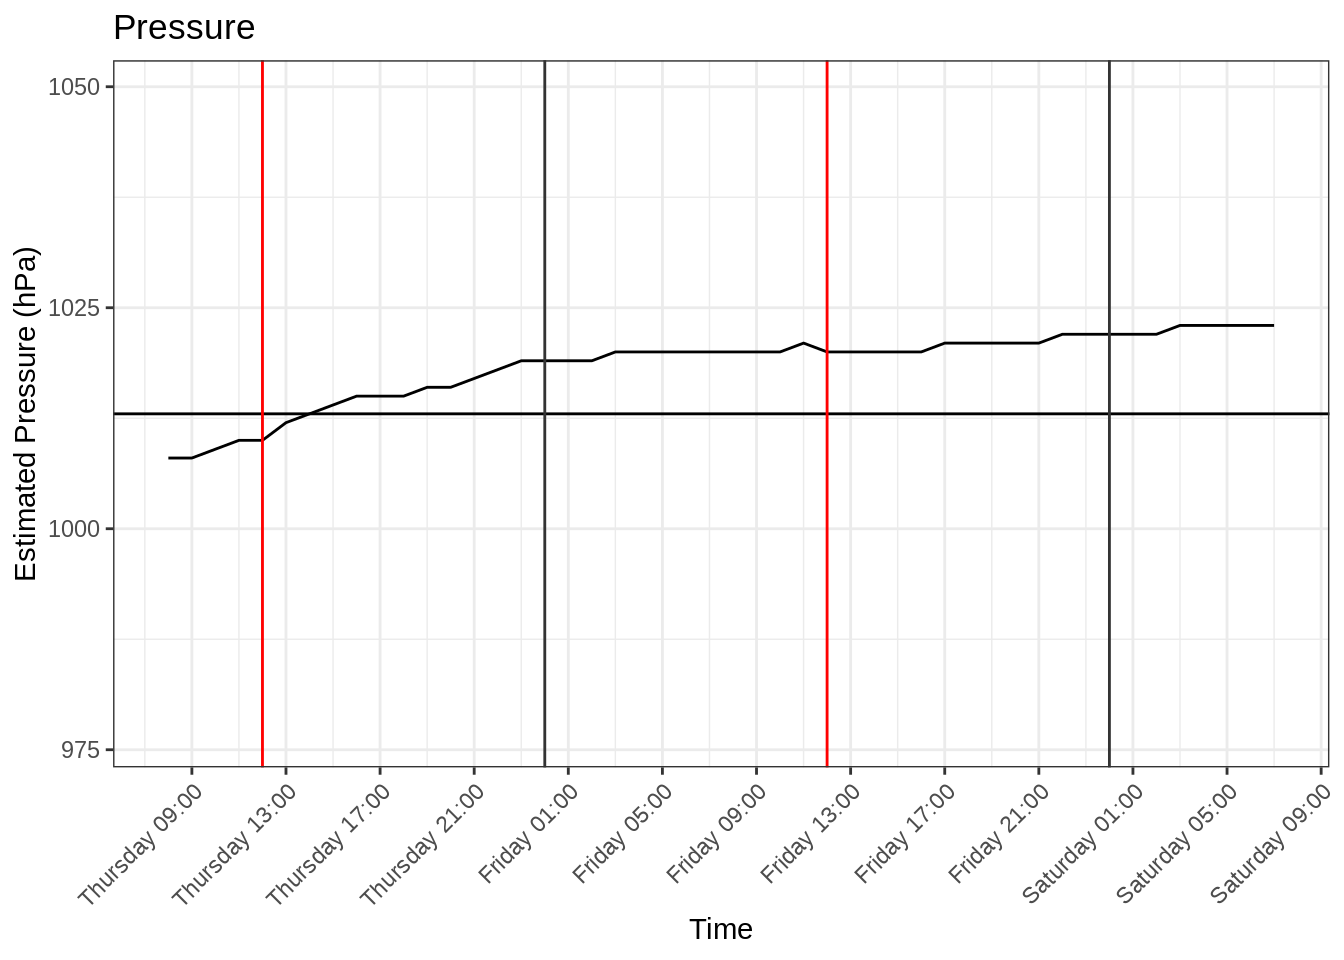 Pressure
1050
1025
1000
975
Estimated Pressure (hPa)
Thursday 09:00
Thursday 13:00
Thursday 17:00
Thursday 21:00
Friday 01:00
Friday 05:00
Friday 09:00
Friday 13:00
Friday 17:00
Friday 21:00
Saturday 01:00
Saturday 05:00
Saturday 09:00
Time